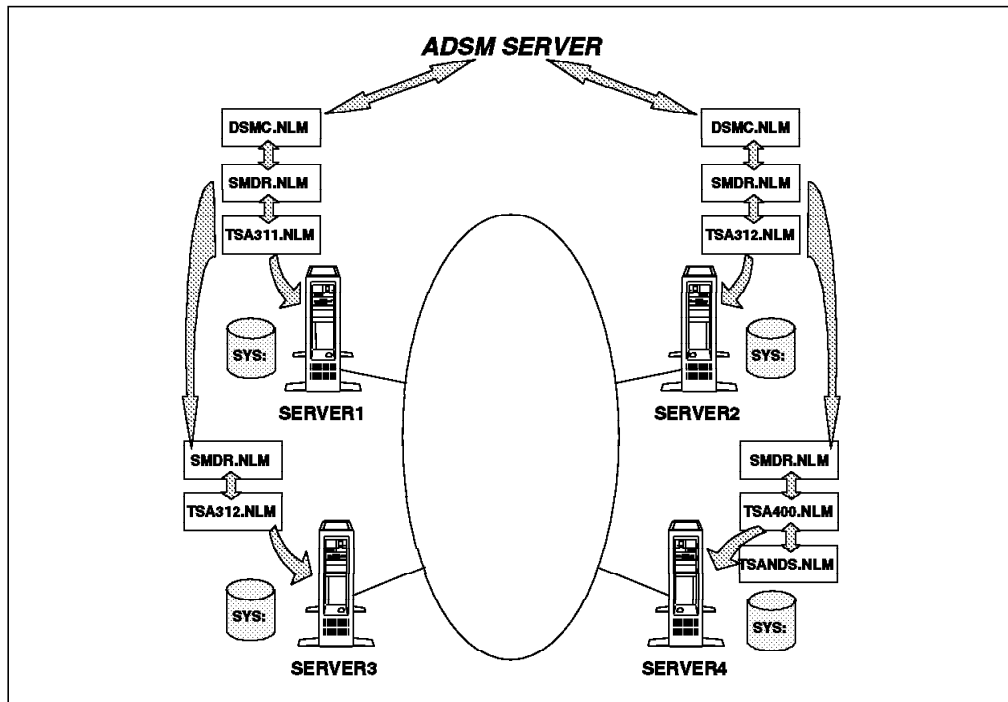 ADSM SERVER
DSMC.NLM
SMDR.NLM
TSA311.NLM
SYS:
SERVER1
DSMC.NLM
SMDR.NLM
TSA312.NLM
SYS:
SERVER2
SMDR.NLM
TSA312.NLM
SYS:
SERVER3
SMDR.NLM
TSA400.NLM
TSANDS.NLM
SYS:
SERVER4